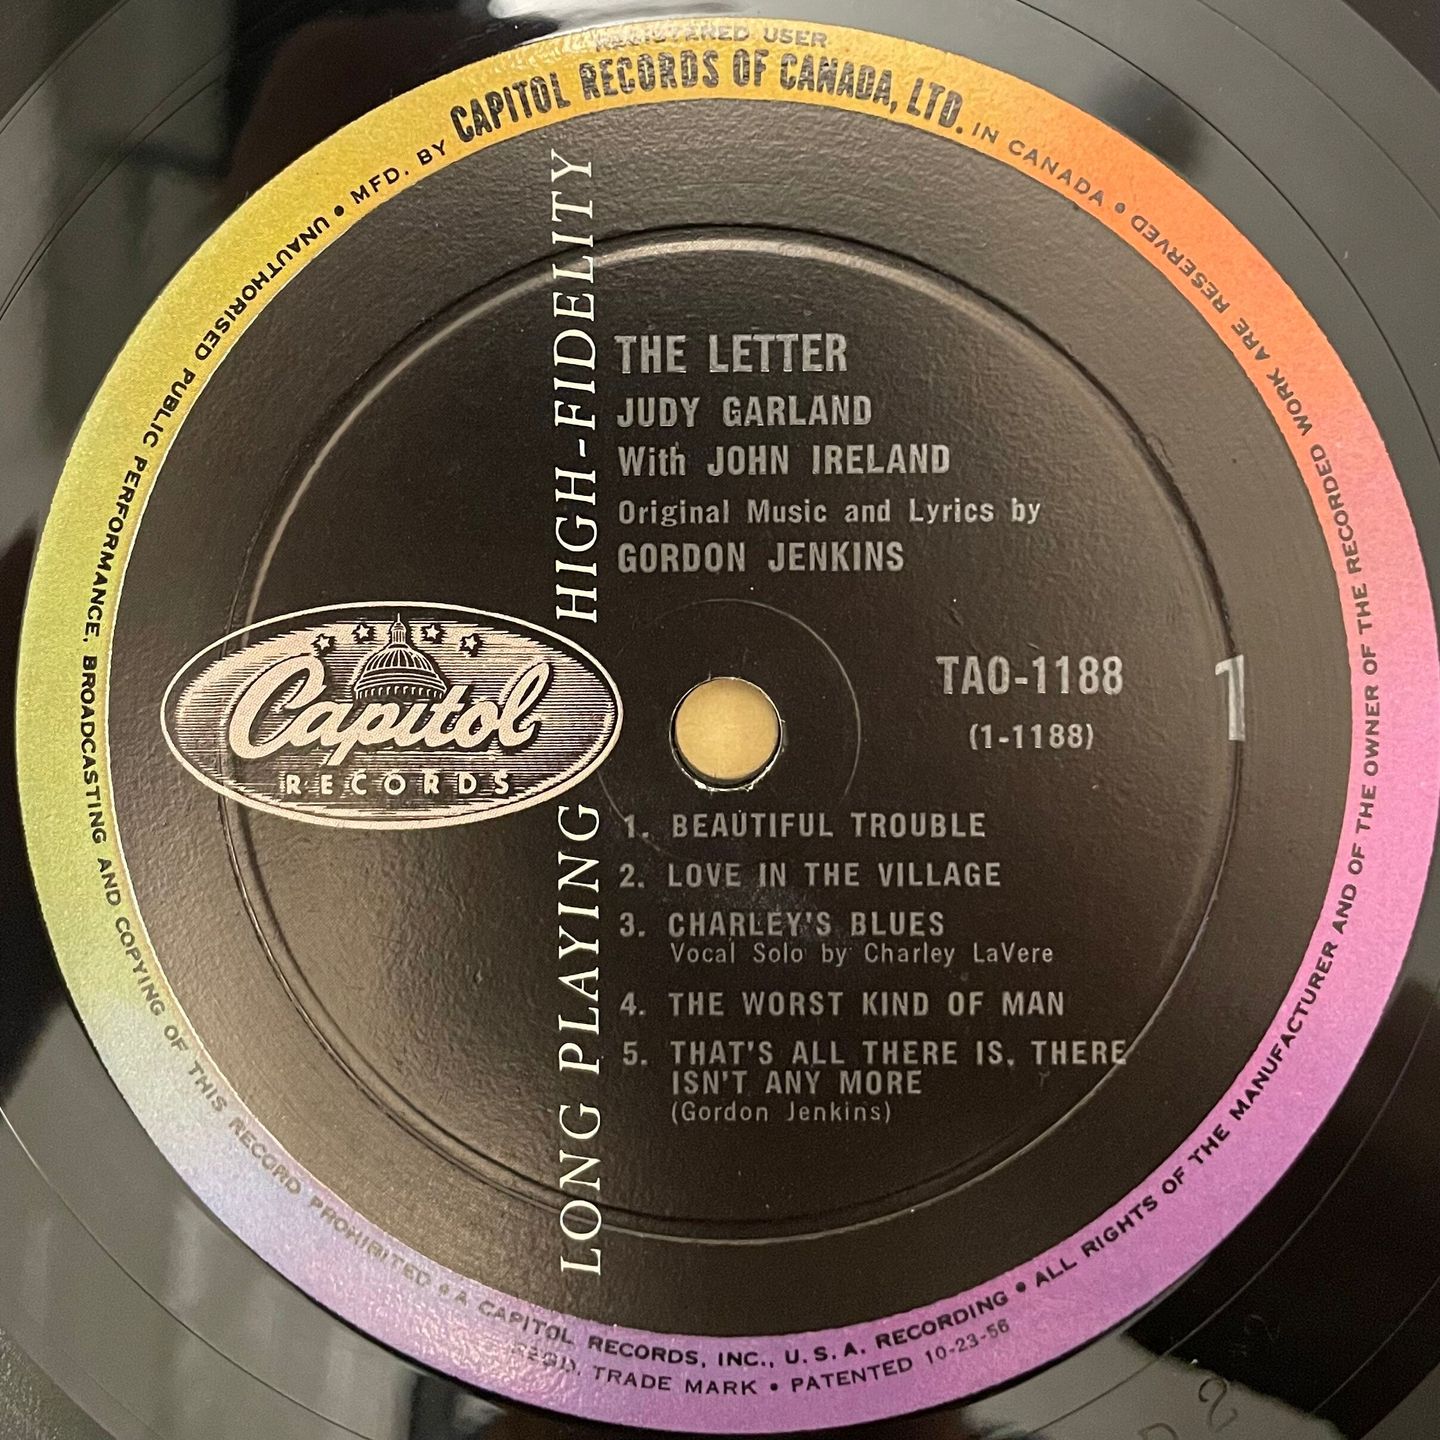 REGISTERED USER
MFD. BY CAPITOL RECORDS OF CANADA, LTD. IN CANADA • ALL RIGHTS OF THE MANUFACTURER AND OF THE OWNER OF THE RECORDED WORK ARE RESERVED •
UNAUTHORISED PUBLIC PERFORMANCE, BROADCASTING AND COPYING OF THIS RECORD PROHIBITED • A CAPITOL RECORDS, INC., U.S.A. RECORDING •
REGD. TRADE MARK • PATENTED 10-23-56
LONG PLAYING HIGH-FIDELITY
THE LETTER
JUDY GARLAND
With JOHN IRELAND
Original Music and Lyrics by
GORDON JENKINS
Capitol
RECORDS
TAO-1188 1
(1-1188)
1. BEAUTIFUL TROUBLE
2. LOVE IN THE VILLAGE
3. CHARLEY'S BLUES
Vocal Solo by Charley LaVere
4. THE WORST KIND OF MAN
5. THAT'S ALL THERE IS, THERE
ISN'T ANY MORE
(Gordon Jenkins)